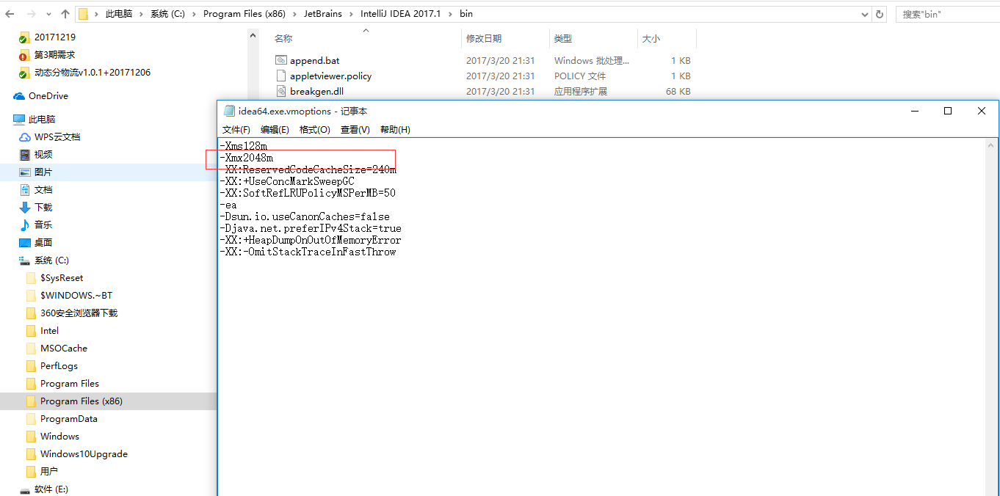 此电脑 > 系统 (C:) > Program Files (x86) > JetBrains > IntelliJ IDEA 2017.1 > bin
搜索"bin"
20171219
第3期需求
动态分物流v1.0.1+20171206
OneDrive
此电脑
WPS云文档
视频
图片
文档
下载
音乐
桌面
系统 (C:)
$SysReset
$WINDOWS.~BT
360安全浏览器下载
Intel
MSOCache
PerfLogs
Program Files
Program Files (x86)
ProgramData
Windows
Windows10Upgrade
用户
软件 (E:)
名称 修改日期 类型 大小
append.bat 2017/3/20 21:31 Windows 批处理... 1 KB
appletviewer.policy 2017/3/20 21:31 POLICY 文件 1 KB
breakgen.dll 2017/3/20 21:31 应用程序扩展 68 KB
idea64.exe.vmoptions - 记事本
文件(F) 编辑(E) 格式(O) 查看(V) 帮助(H)
-Xms128m
-Xmx2048m
-XX:ReservedCodeCacheSize=240m
-XX:+UseConcMarkSweepGC
-XX:SoftRefLRUPolicyMSPerMB=50
-ea
-Dsun.io.useCanonCaches=false
-Djava.net.preferIPv4Stack=true
-XX:+HeapDumpOnOutOfMemoryError
-XX:-OmitStackTraceInFastThrow